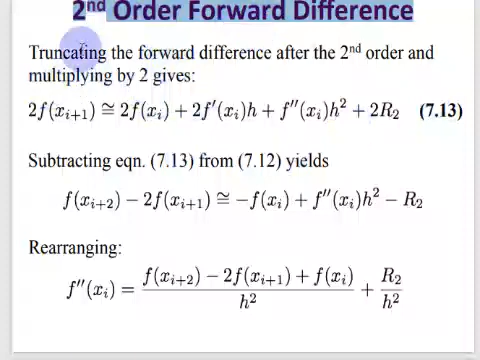 2nd Order Forward Difference
Truncating the forward difference after the 2nd order and
multiplying by 2 gives:
2f(xᵢ₊₁) ≅ 2f(xᵢ) + 2f′(xᵢ)h + f″(xᵢ)h² + 2R₂ (7.13)
Subtracting eqn. (7.13) from (7.12) yields
f(xᵢ₊₂) − 2f(xᵢ₊₁) ≅ −f(xᵢ) + f″(xᵢ)h² − R₂
Rearranging:
f″(xᵢ) = (f(xᵢ₊₂) − 2f(xᵢ₊₁) + f(xᵢ))/h² + R₂/h²